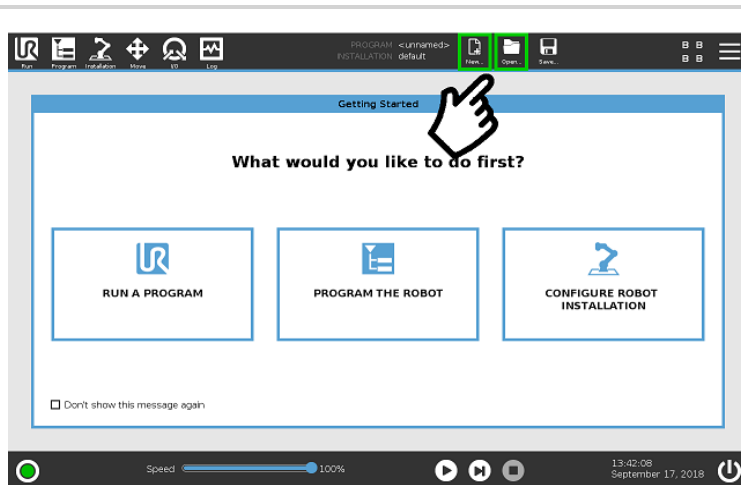 PROGRAM <unnamed>
INSTALLATION default
UR
Run
Program
Installation
Move
I/O
Log
New...
Open...
Save...
B B
B B
Getting Started
What would you like to do first?
UR
RUN A PROGRAM
PROGRAM THE ROBOT
CONFIGURE ROBOT
INSTALLATION
Don't show this message again
Speed
100%
13:42:08
September 17, 2018